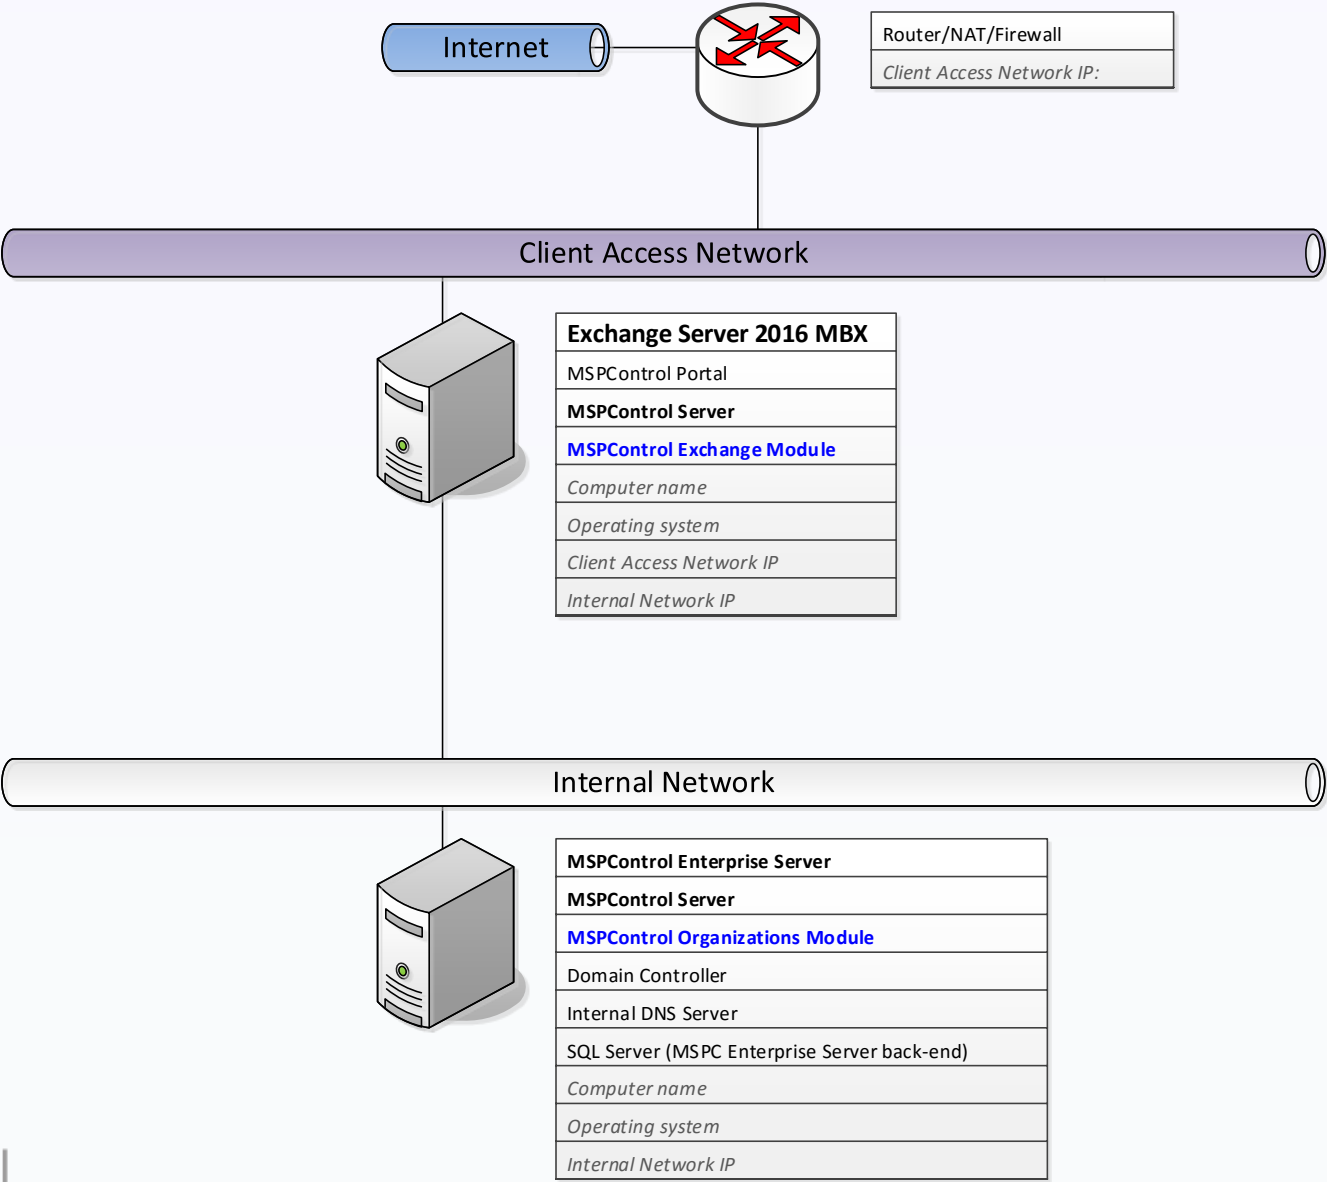 Internet
Router/NAT/Firewall
Client Access Network IP:
Client Access Network
Exchange Server 2016 MBX
MSPControl Portal
MSPControl Server
MSPControl Exchange Module
Computer name
Operating system
Client Access Network IP
Internal Network IP
Internal Network
MSPControl Enterprise Server
MSPControl Server
MSPControl Organizations Module
Domain Controller
Internal DNS Server
SQL Server (MSPC Enterprise Server back-end)
Computer name
Operating system
Internal Network IP